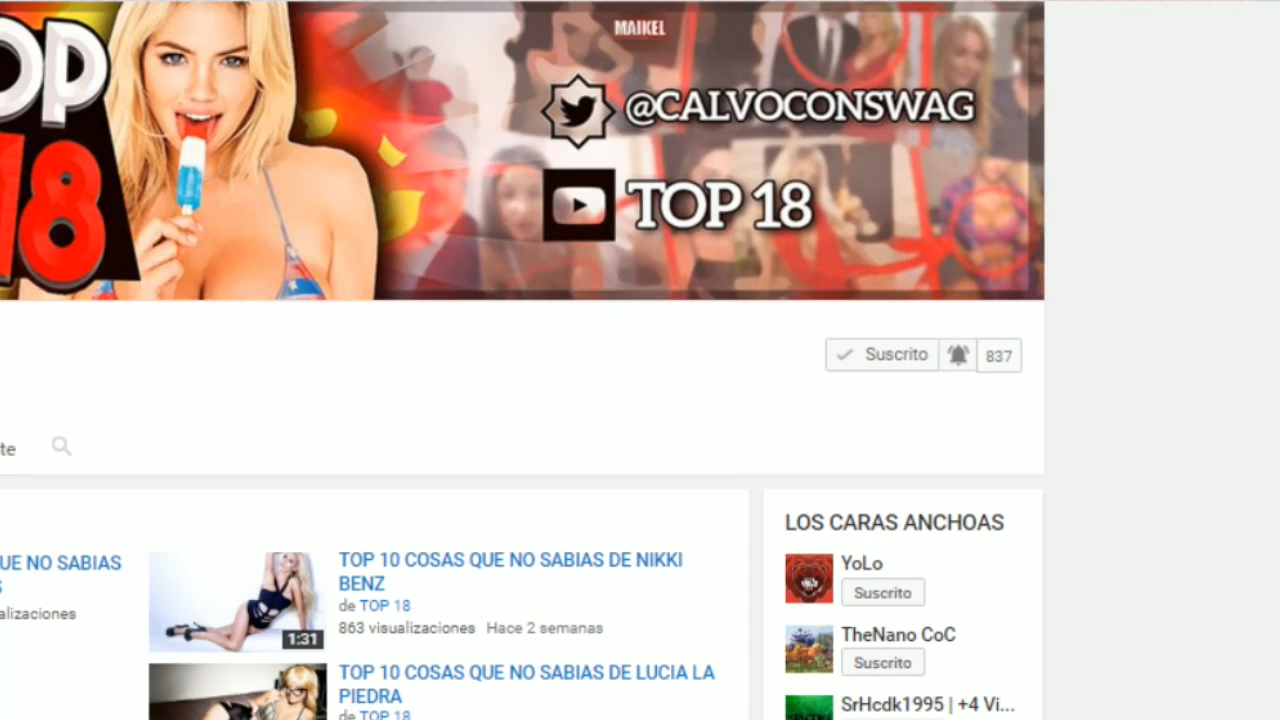 MAIKEL
OP
18
@CALVOCONSWAG
TOP 18
Suscrito
837
te
UE NO SABIAS
S
alizaciones
1:31
TOP 10 COSAS QUE NO SABIAS DE NIKKI
BENZ
de TOP 18
863 visualizaciones Hace 2 semanas
TOP 10 COSAS QUE NO SABIAS DE LUCIA LA
PIEDRA
de TOP 18
LOS CARAS ANCHOAS
YoLo
Suscrito
TheNano CoC
Suscrito
SrHcdk1995 | +4 Vi...